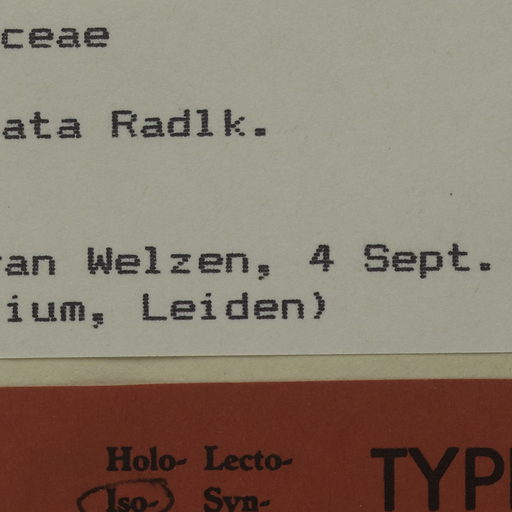 ceae
ata Radlk.
an Welzen, 4 Sept.
ium, Leiden)
Holo- Lecto-
TYP
Iso- Syn-